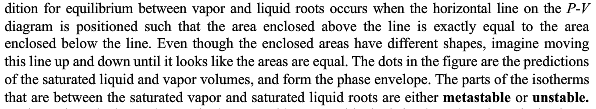 dition for equilibrium between vapor and liquid roots occurs when the horizontal line on the P-V
diagram is positioned such that the area enclosed above the line is exactly equal to the area
enclosed below the line. Even though the enclosed areas have different shapes, imagine moving
this line up and down until it looks like the areas are equal. The dots in the figure are the predictions
of the saturated liquid and vapor volumes, and form the phase envelope. The parts of the isotherms
that are between the saturated vapor and saturated liquid roots are either metastable or unstable.